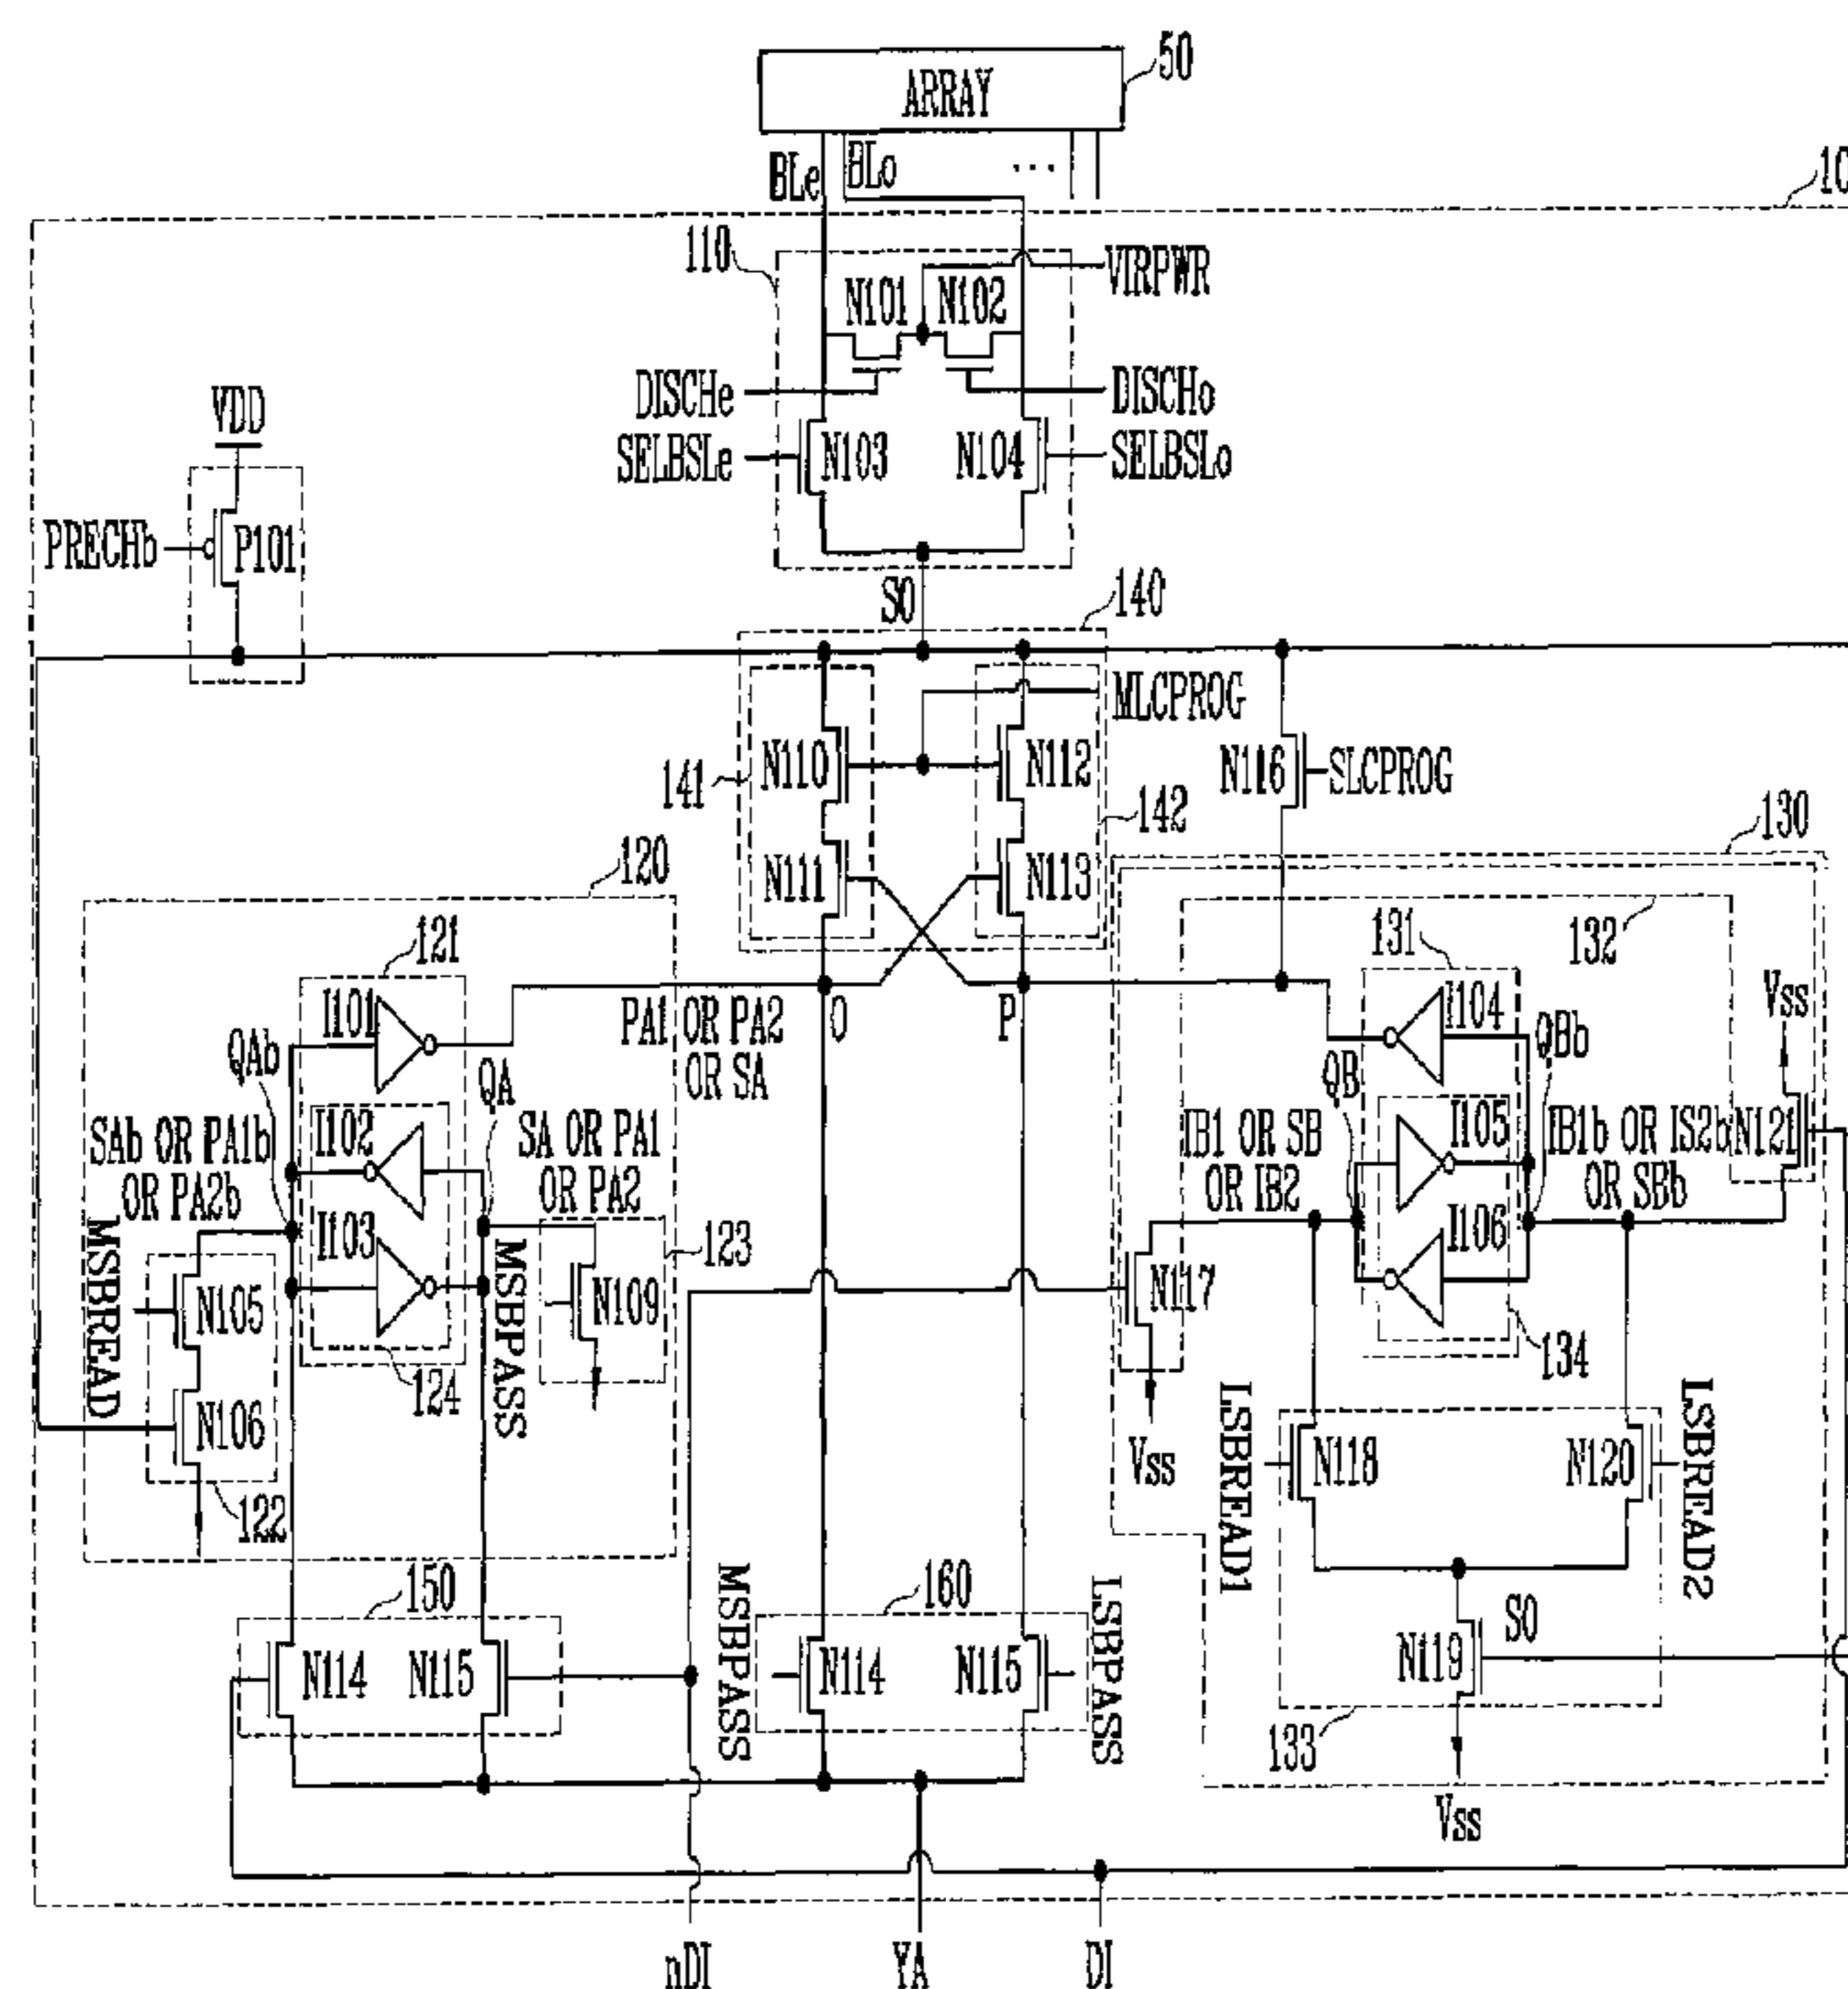 50
ARRAY
BLe
BLo
...
10
110
VIRPWR
N101
N102
DISCHe
DISCHo
VDD
SELBSLe
N103
N104
SELBSLo
PRECHb
P101
SO
140
MLCPROG
N110
N112
N116
SLCPROG
141
142
130
N111
N113
120
121
131
132
I101
I104
Vss
PA1 OR PA2
OR SA
O
P
QAb
QA
QB
QBb
I102
I105
SA OR PA1
OR PA2
SAb OR PA1b
OR PA2b
IB1 OR SB
OR IB2
IB1b OR IS2b
OR SBb
N121
I103
I106
MSBREAD
N105
MSBPASS
N109
123
N117
134
124
N106
122
Vss
LSBREAD1
N118
N120
LSBREAD2
150
MSBPASS
160
LSBPASS
SO
N114
N115
N114
N115
N119
133
Vss
nDI
YA
DI